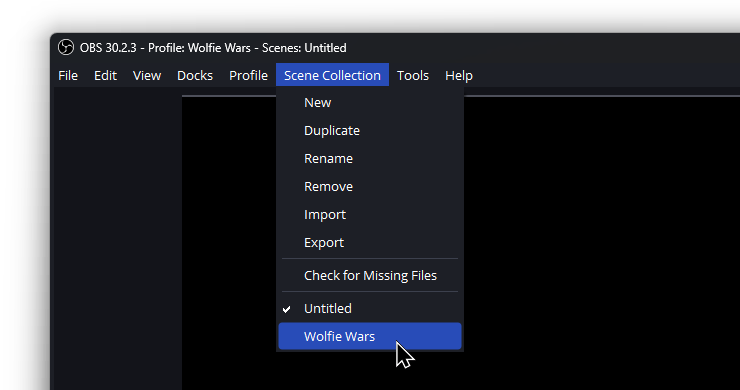 OBS 30.2.3 - Profile: Wolfie Wars - Scenes: Untitled
File Edit View Docks Profile Scene Collection Tools Help
New
Duplicate
Rename
Remove
Import
Export
Check for Missing Files
Untitled
Wolfie Wars